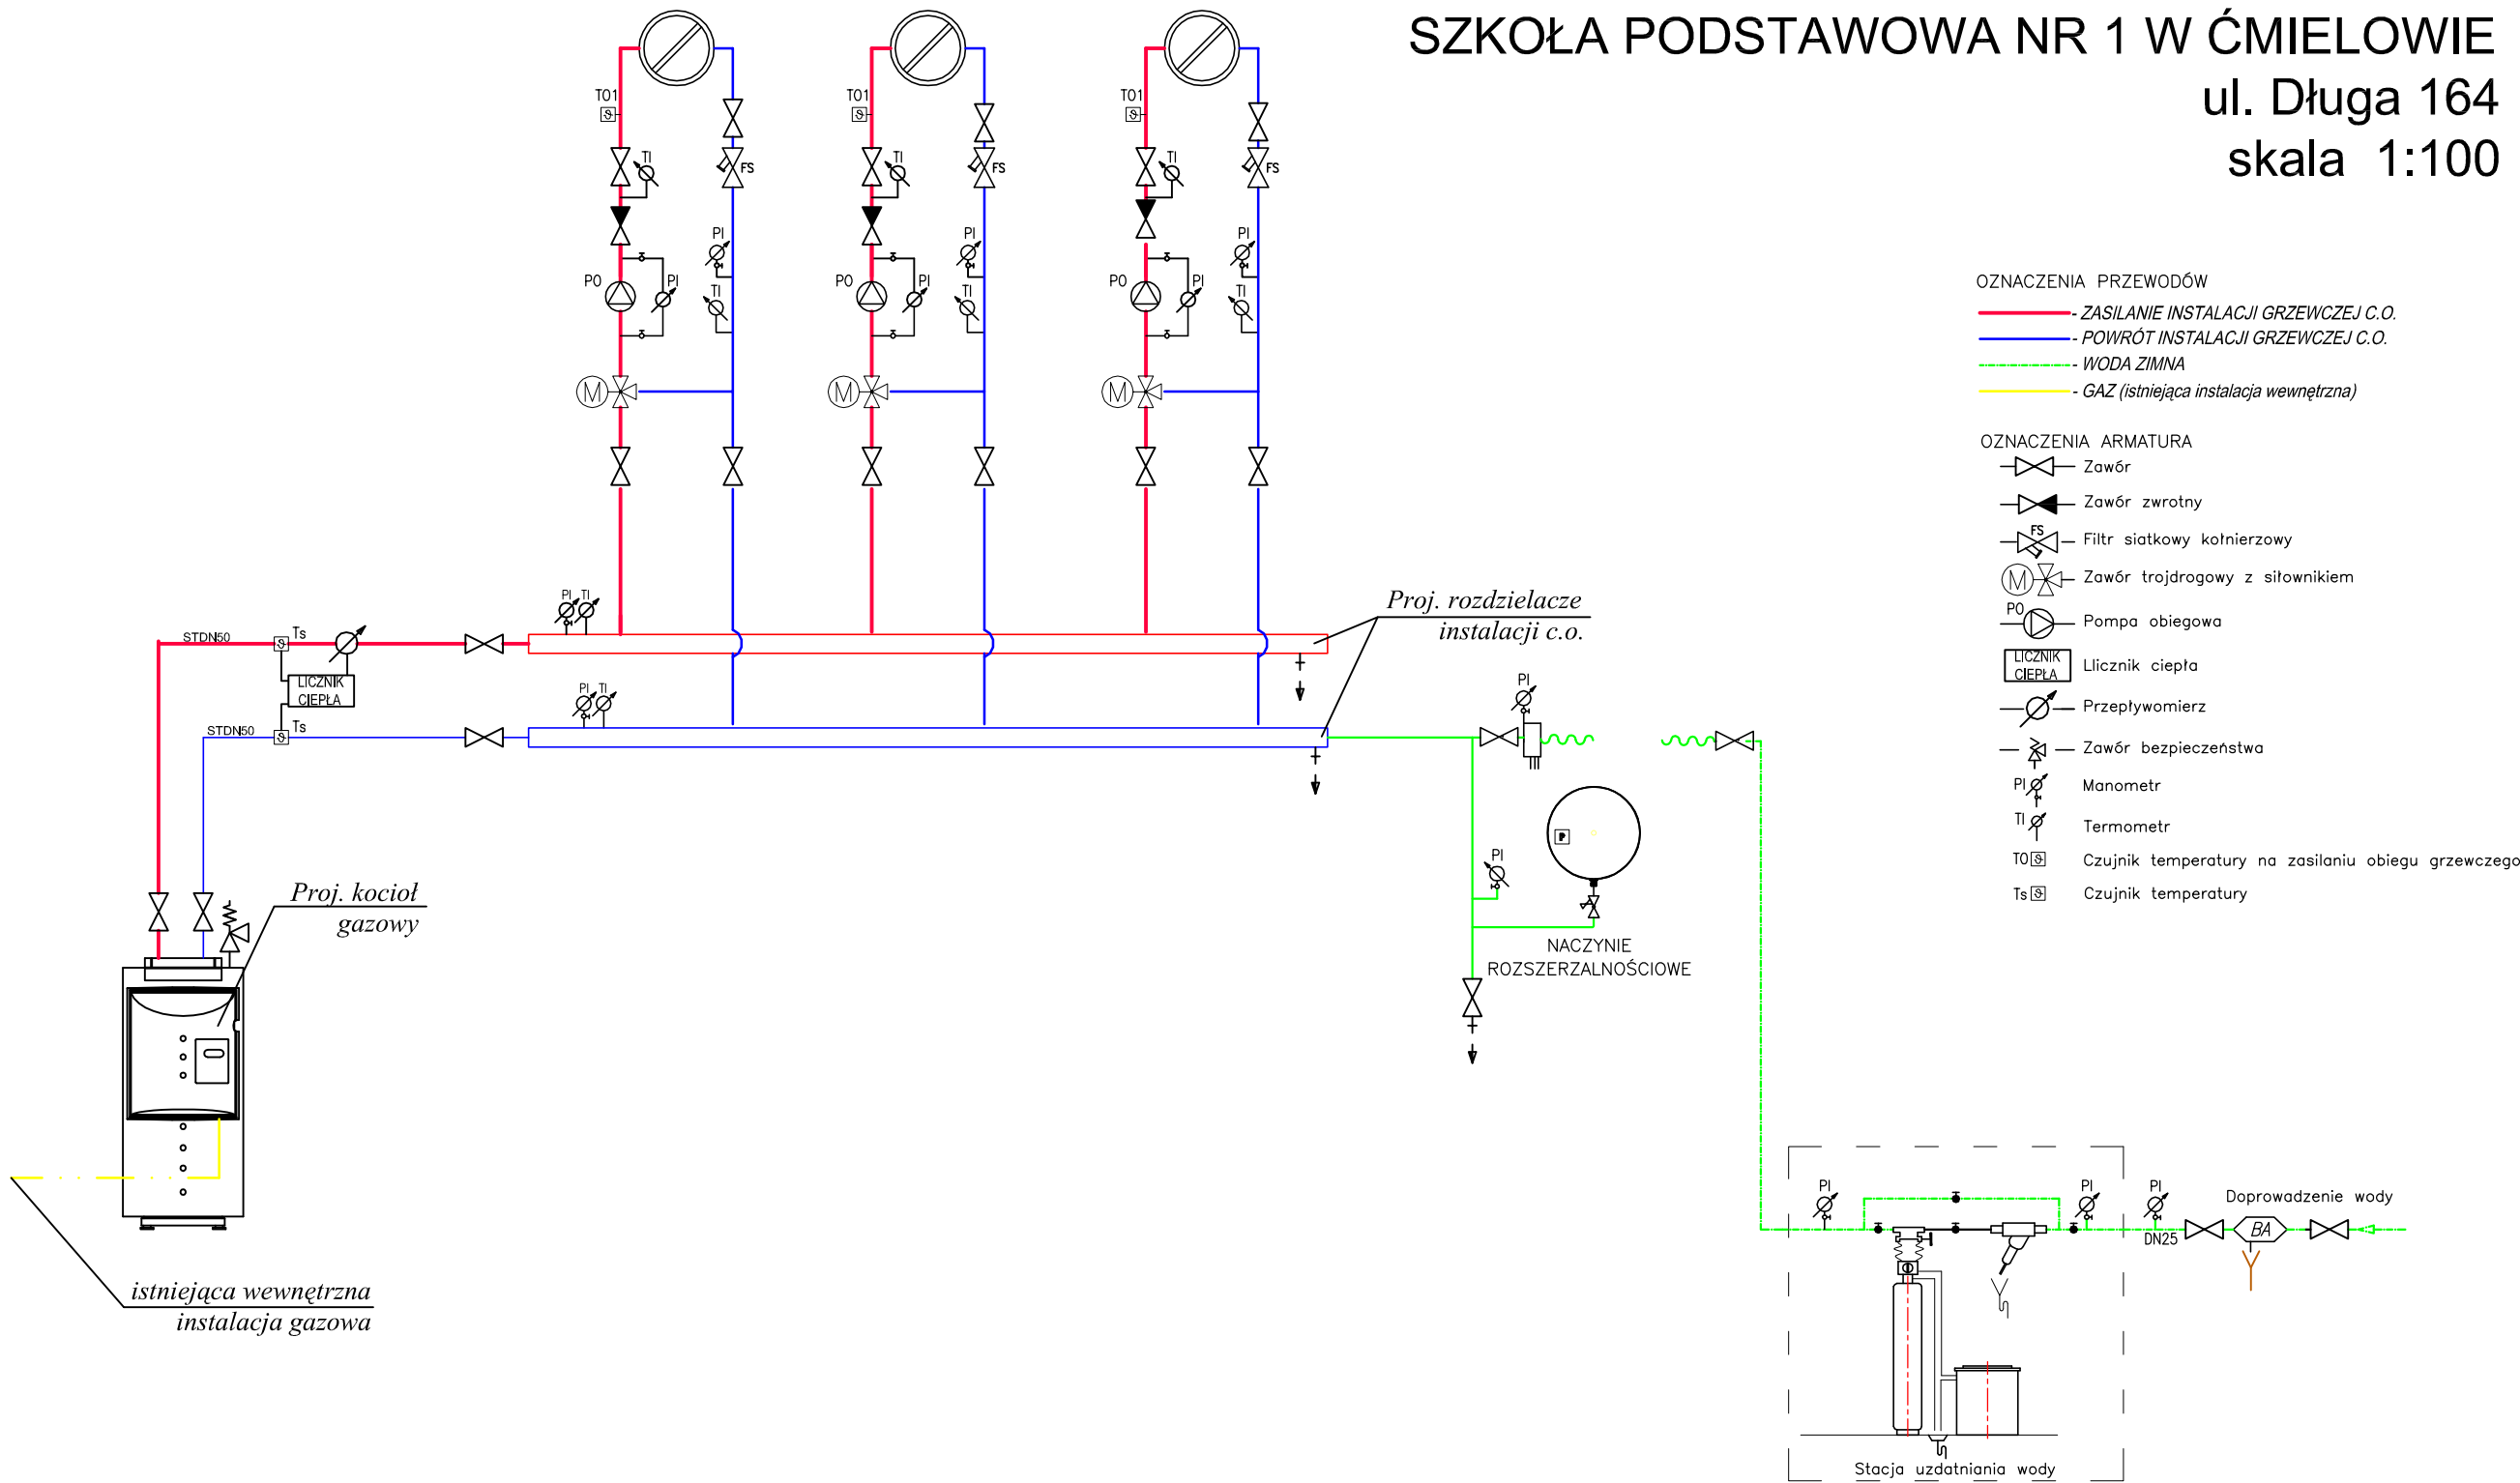 SZKOŁA PODSTAWOWA NR 1 W ĆMIELOWIE
ul. Długa 164
skala 1:100
T01
T01
T01
TI
FS
TI
FS
TI
FS
PI
PI
PI
PO
PI
TI
PO
PI
TI
PO
PI
TI
M
M
M
OZNACZENIA PRZEWODÓW
- ZASILANIE INSTALACJI GRZEWCZEJ C.O.
- POWRÓT INSTALACJI GRZEWCZEJ C.O.
- WODA ZIMNA
- GAZ (istniejąca instalacja wewnętrzna)
OZNACZENIA ARMATURA
Zawór
Zawór zwrotny
FS
Filtr siatkowy kołnierzowy
M
Zawór trojdrogowy z siłownikiem
PO
Pompa obiegowa
LICZNIK
CIEPŁA
Llicznik ciepła
Przepływomierz
Zawór bezpieczeństwa
PI
Manometr
TI
Termometr
TO
Czujnik temperatury na zasilaniu obiegu grzewczego
Ts
Czujnik temperatury
PI TI
Proj. rozdzielacze
instalacji c.o.
STDN50
Ts
LICZNIK
CIEPŁA
PI TI
STDN50
Ts
PI
P
PI
NACZYNIE
ROZSZERZALNOŚCIOWE
Proj. kocioł
gazowy
istniejąca wewnętrzna
instalacja gazowa
PI
PI
PI
Doprowadzenie wody
DN25
BA
Stacja uzdatniania wody